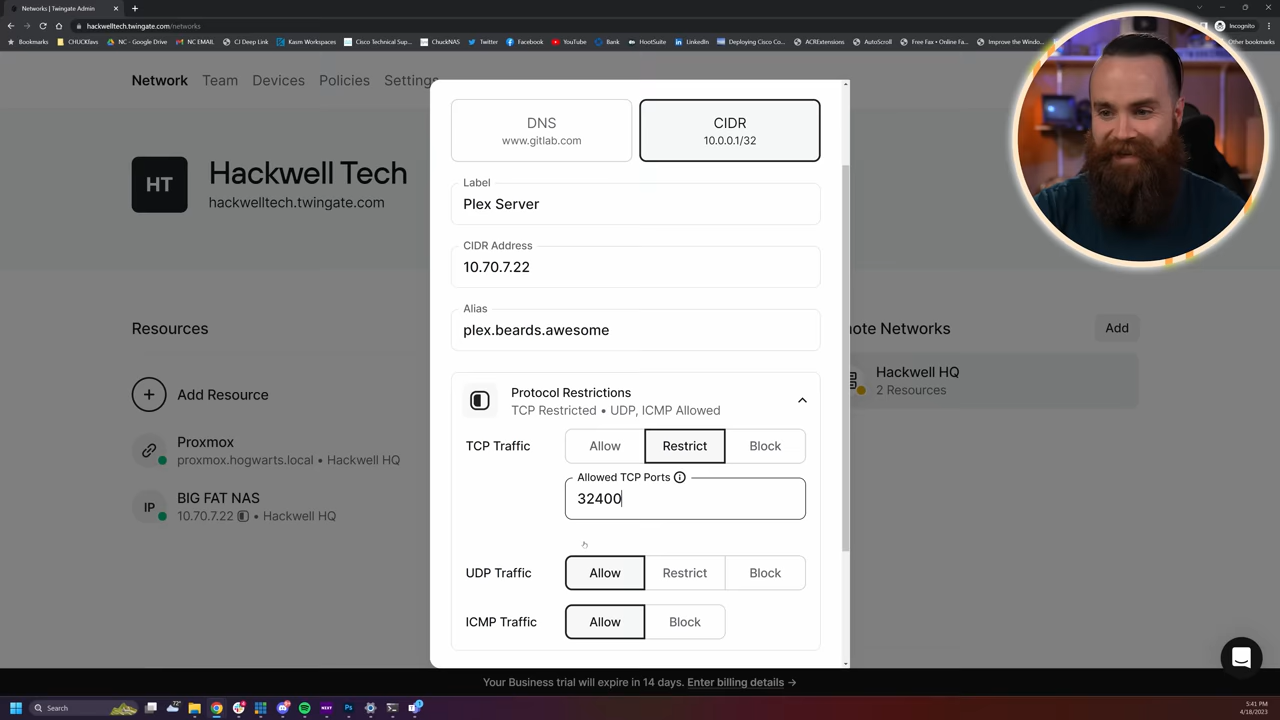 Networks | Twingate Admin
hackwelltech.twingate.com/networks
Incognito
Bookmarks
CHUCKfavs
NC - Google Drive
NC EMAIL
CJ Deep Link
Kasm Workspaces
Cisco Technical Sup...
ChuckNAS
Twitter
Facebook
YouTube
Bank
HootSuite
LinkedIn
Deploying Cisco Co...
ACRExtensions
AutoScroll
Free Fax • Online Fa...
Improve the Window...
Other bookmarks
Network
Team
Devices
Policies
Settings
HT
Hackwell Tech
hackwelltech.twingate.com
DNS
www.gitlab.com
CIDR
10.0.0.1/32
Label
Plex Server
CIDR Address
10.70.7.22
Alias
plex.beards.awesome
Protocol Restrictions
TCP Restricted • UDP, ICMP Allowed
TCP Traffic
Allow
Restrict
Block
Allowed TCP Ports
32400
UDP Traffic
Allow
Restrict
Block
ICMP Traffic
Allow
Block
Resources
Add Resource
Proxmox
proxmox.hogwarts.local • Hackwell HQ
IP
BIG FAT NAS
10.70.7.22 • Hackwell HQ
ote Networks
Add
Hackwell HQ
2 Resources
Your Business trial will expire in 14 days. Enter billing details →
Search
5:41 PM
4/18/2023